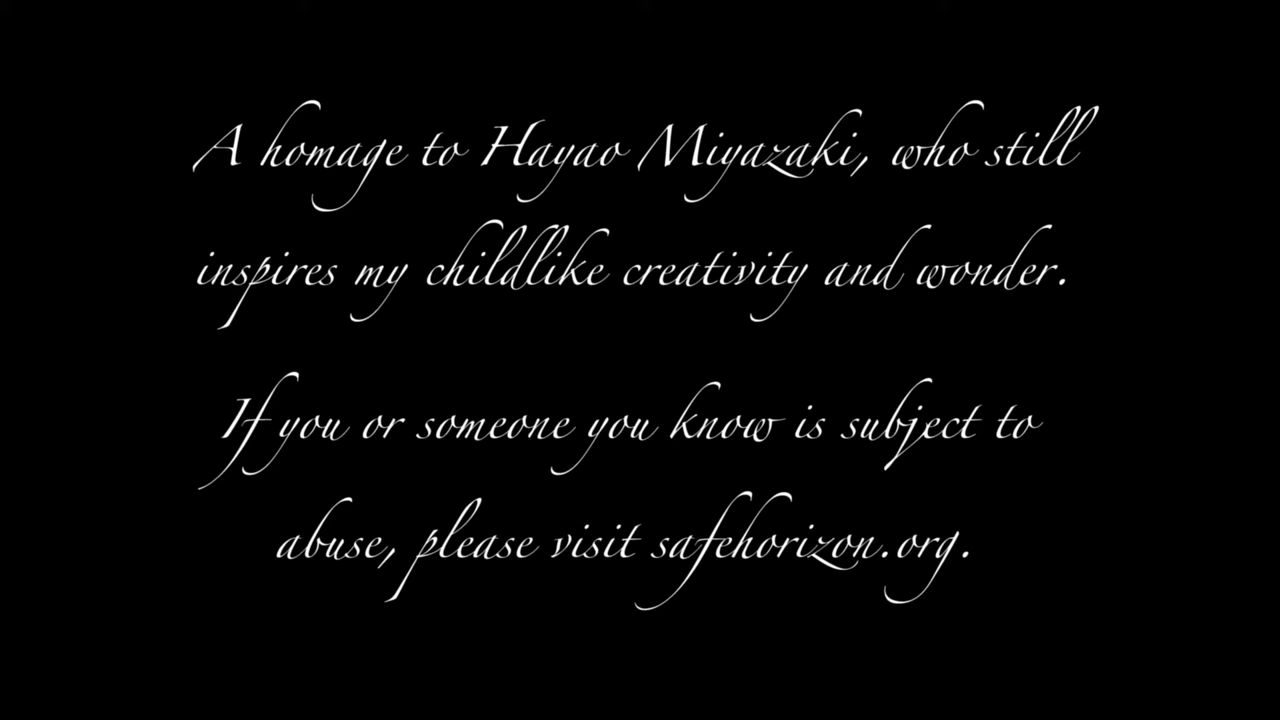 A homage to Hayao Miyazaki, who still
inspires my childlike creativity and wonder.
If you or someone you know is subject to
abuse, please visit safehorizon.org.